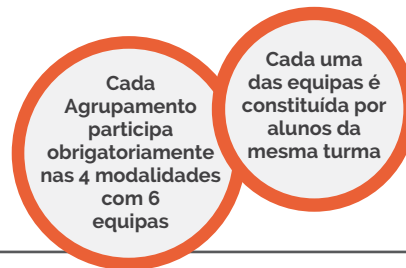 Cada
Agrupamento
participa
obrigatoriamente
nas 4 modalidades
com 6
equipas
Cada uma
das equipas é
constituída por
alunos da
mesma turma